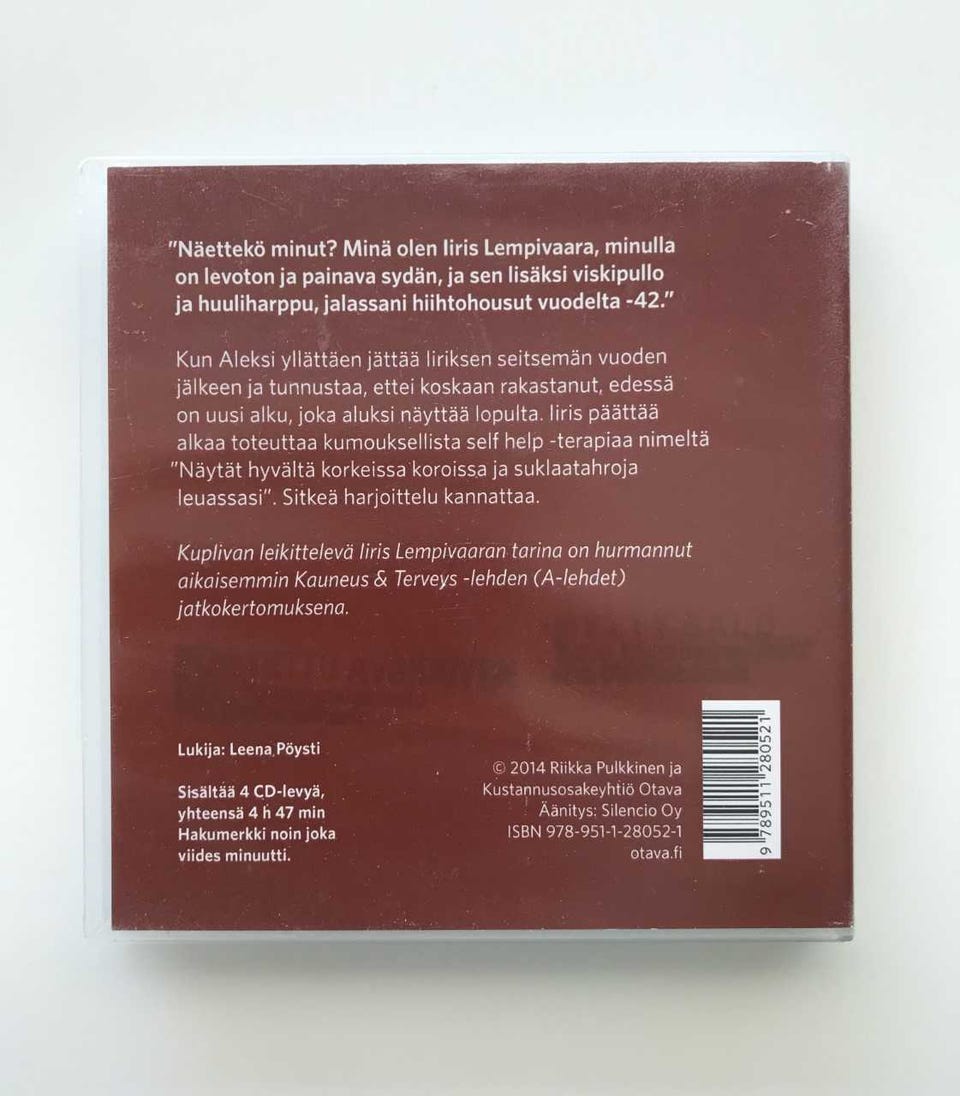 "Näettekö minut? Minä olen Iiris Lempivaara, minulla
on levoton ja painava sydän, ja sen lisäksi viskipullo
ja huuliharppu, jalassani hiihtohousut vuodelta -42."
Kun Aleksi yllättäen jättää Iiriksen seitsemän vuoden
jälkeen ja tunnustaa, ettei koskaan rakastanut, edessä
on uusi alku, joka aluksi näyttää lopulta. Iiris päättää
alkaa toteuttaa kumouksellista self help -terapiaa nimeltä
"Näytät hyvältä korkeissa koroissa ja suklaatahroja
leuassasi". Sitkeä harjoittelu kannattaa.
Kuplivan leikittelevä Iiris Lempivaaran tarina on hurmannut
aikaisemmin Kauneus & Terveys -lehden (A-lehdet)
jatkokertomuksena.
Lukija: Leena Pöysti
Sisältää 4 CD-levyä,
yhteensä 4 h 47 min
Hakumerkki noin joka
viides minuutti.
© 2014 Riikka Pulkkinen ja
Kustannusosakeyhtiö Otava
Äänitys: Silencio Oy
ISBN 978-951-1-28052-1
otava.fi
9 789511 280521